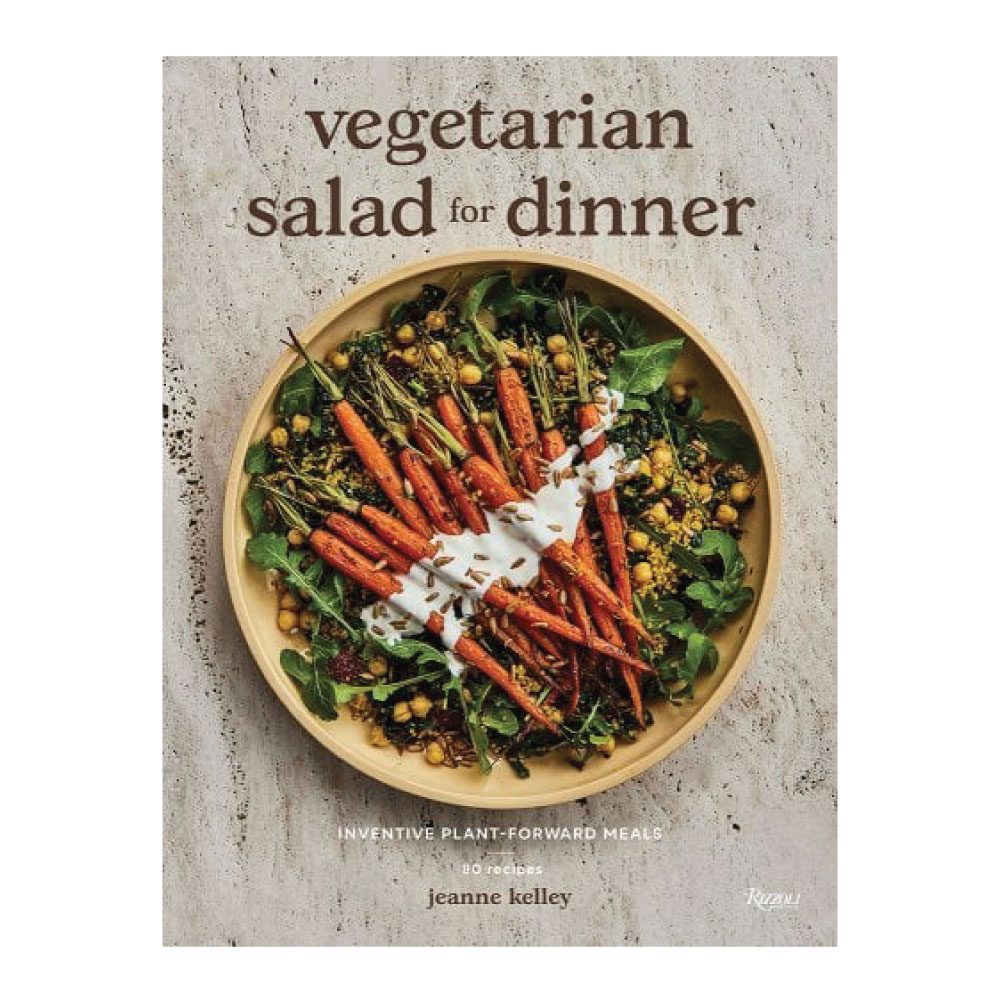 vegetarian
salad for dinner
INVENTIVE PLANT-FORWARD MEALS
80 recipes
jeanne kelley
RIZZOLI